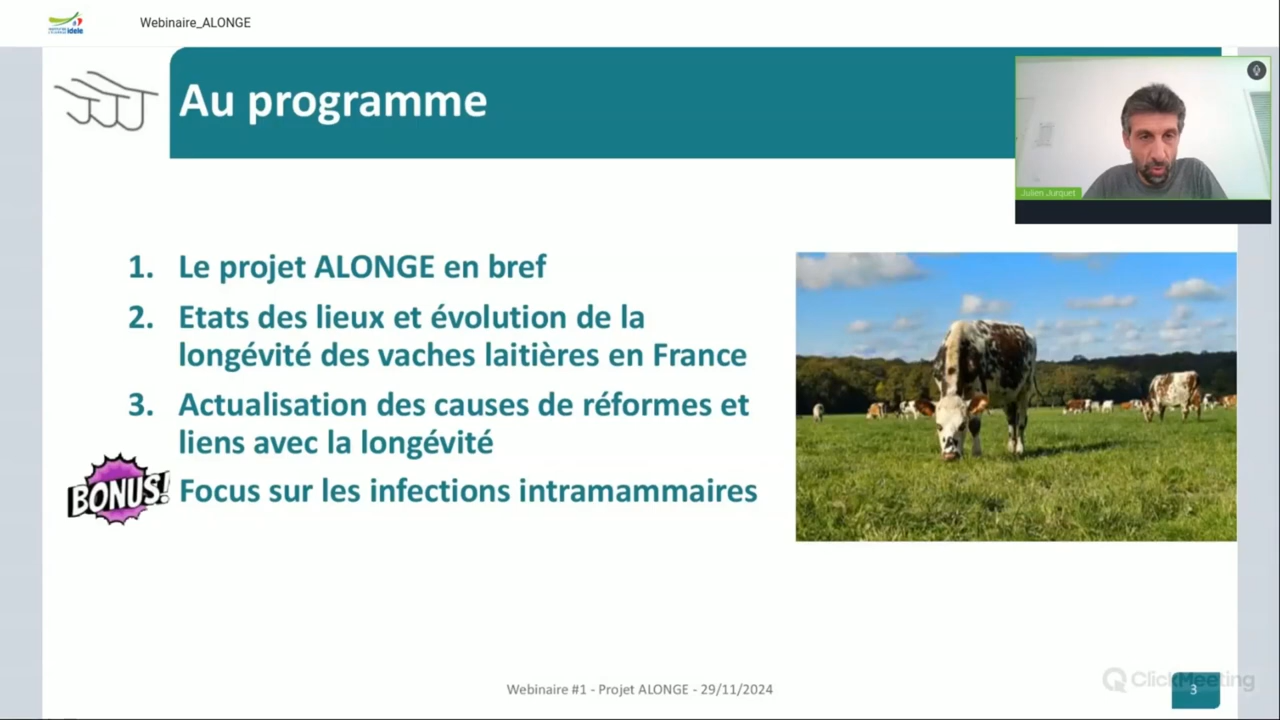 idele
Webinaire_ALONGE
Au programme
Julien Jurquet
1. Le projet ALONGE en bref
2. Etats des lieux et évolution de la
longévité des vaches laitières en France
3. Actualisation des causes de réformes et
liens avec la longévité
BONUS! Focus sur les infections intramammaires
Webinaire #1 - Projet ALONGE - 29/11/2024
ClickMeeting
3